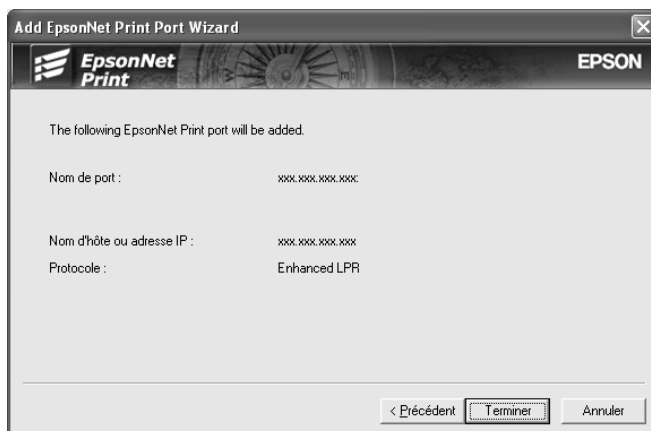 Add EpsonNet Print Port Wizard
EpsonNet
Print
EPSON
The following EpsonNet Print port will be added.
Nom de port : xxx.xxx.xxx.xxx:
Nom d'hôte ou adresse IP : xxx.xxx.xxx.xxx
Protocole : Enhanced LPR
< Précédent Terminer Annuler